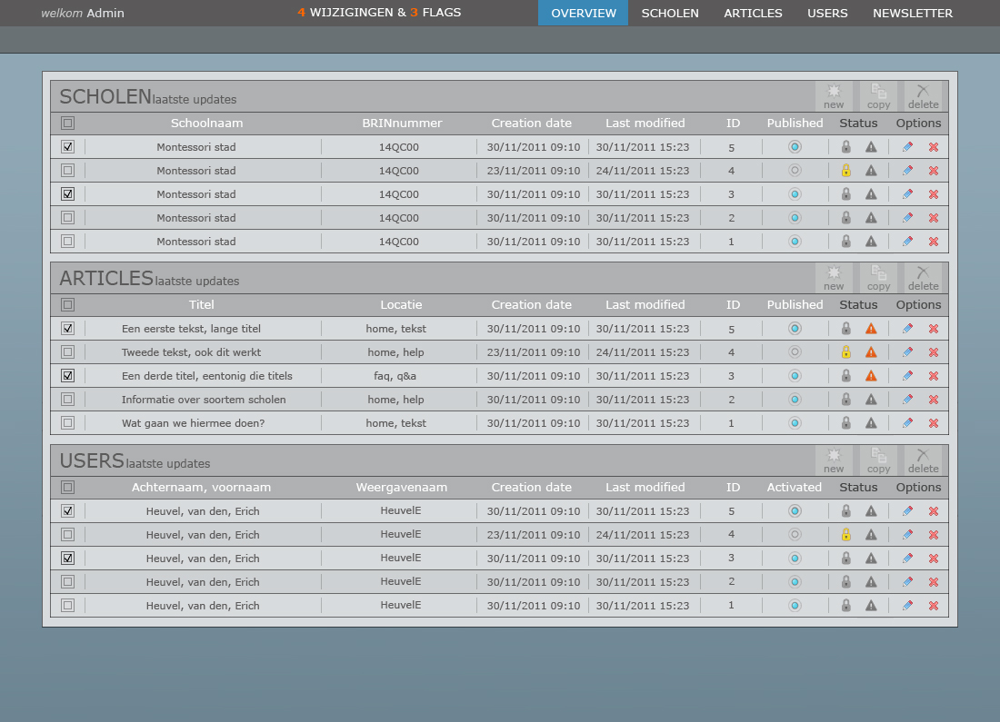 welkom Admin 4 WIJZIGINGEN & 3 FLAGS OVERVIEW SCHOLEN ARTICLES USERS NEWSLETTER
SCHOLEN laatste updates new copy delete
Schoolnaam BRINnummer Creation date Last modified ID Published Status Options
Montessori stad 14QC00 30/11/2011 09:10 30/11/2011 15:23 5
Montessori stad 14QC00 23/11/2011 09:10 24/11/2011 15:23 4
Montessori stad 14QC00 30/11/2011 09:10 30/11/2011 15:23 3
Montessori stad 14QC00 30/11/2011 09:10 30/11/2011 15:23 2
Montessori stad 14QC00 30/11/2011 09:10 30/11/2011 15:23 1
ARTICLES laatste updates new copy delete
Titel Locatie Creation date Last modified ID Published Status Options
Een eerste tekst, lange titel home, tekst 30/11/2011 09:10 30/11/2011 15:23 5
Tweede tekst, ook dit werkt home, help 23/11/2011 09:10 24/11/2011 15:23 4
Een derde titel, eentonig die titels faq, q&a 30/11/2011 09:10 30/11/2011 15:23 3
Informatie over soortem scholen home, help 30/11/2011 09:10 30/11/2011 15:23 2
Wat gaan we hiermee doen? home, tekst 30/11/2011 09:10 30/11/2011 15:23 1
USERS laatste updates new copy delete
Achternaam, voornaam Weergavenaam Creation date Last modified ID Activated Status Options
Heuvel, van den, Erich HeuvelE 30/11/2011 09:10 30/11/2011 15:23 5
Heuvel, van den, Erich HeuvelE 23/11/2011 09:10 24/11/2011 15:23 4
Heuvel, van den, Erich HeuvelE 30/11/2011 09:10 30/11/2011 15:23 3
Heuvel, van den, Erich HeuvelE 30/11/2011 09:10 30/11/2011 15:23 2
Heuvel, van den, Erich HeuvelE 30/11/2011 09:10 30/11/2011 15:23 1